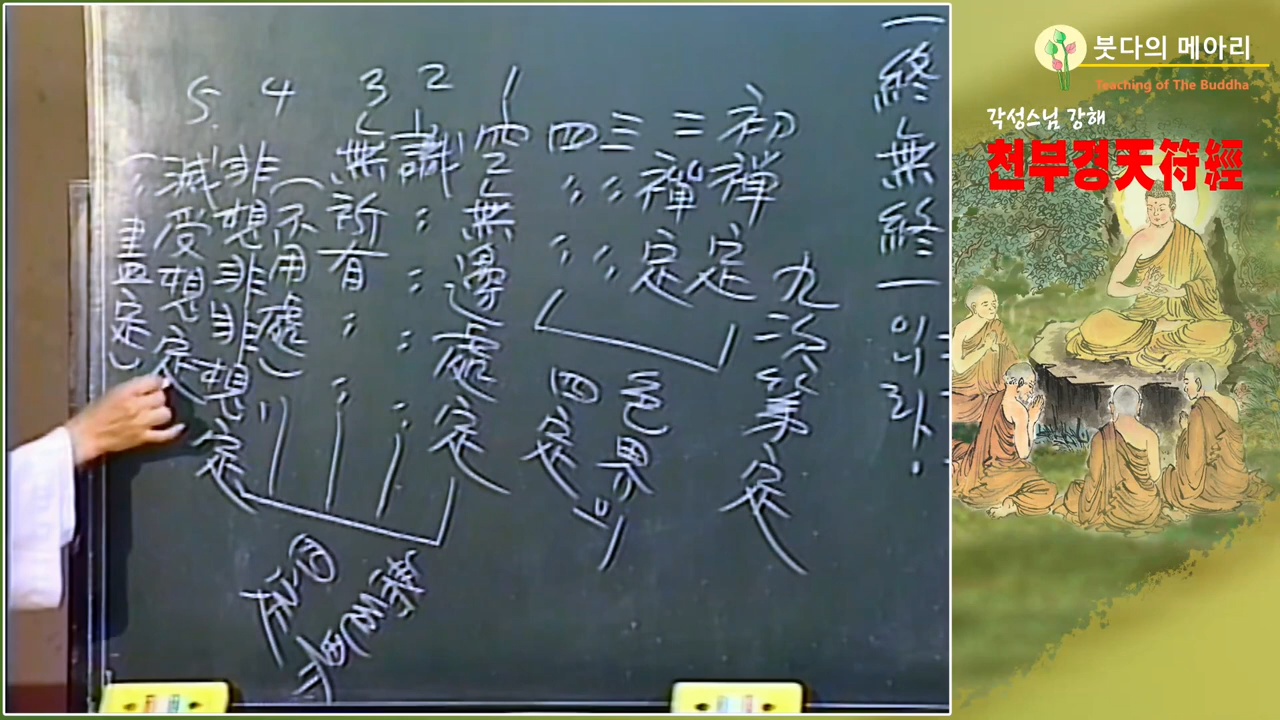 一終無終一이니라.
九次第定
初禪定
二禪定
三〃〃
四〃〃
色界의
四定
1 空無邊處定
2 識〃〃〃〃〃
3 無所有〃〃〃
(不用處)〃
4 非想非非想定
5. 滅受想定
(〃盡定)
四
붓다의 메아리
Teaching of The Buddha
각성스님 강해
천부경天符經